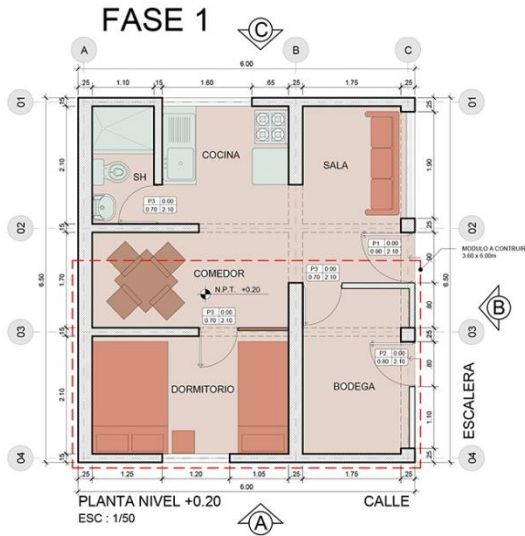 FASE 1
C
A
B
C
6.00
.25
1.10
.15
1.60
.65
.25
1.75
.25
01
01
.15
.15
.25
2.10
1.90
COCINA
SALA
SH
P3 0.00
0.70 2.10
02
02
.15
.25
P1 0.00
0.90 2.10
.90
MODULO A CONTRUIR
3.60 x 6.00m
6.50
6.50
1.70
COMEDOR
N.P.T. +0.20
P3 0.00
0.70 2.10
.80
B
P3 0.00
0.70 2.10
03
03
.15
.25
P2 0.00
0.80 2.10
.80
2.10
DORMITORIO
BODEGA
ESCALERA
1.10
04
04
.15
.25
.25
1.25
1.20
1.05
.25
1.75
.25
6.00
PLANTA NIVEL +0.20
CALLE
ESC : 1/50
A